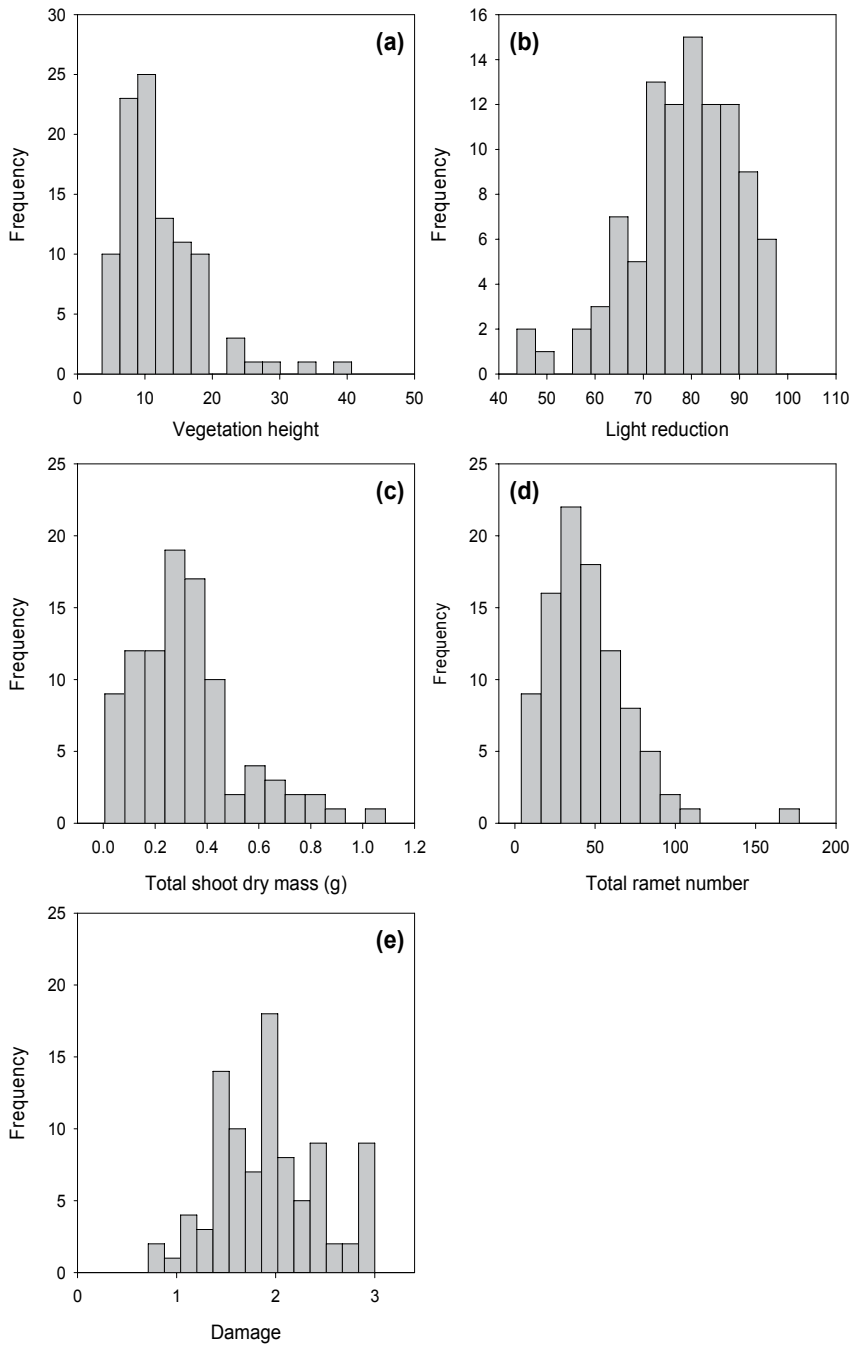 (a)
Frequency
30
25
20
15
10
5
0
0 10 20 30 40 50
Vegetation height
(b)
Frequency
16
14
12
10
8
6
4
2
0
40 50 60 70 80 90 100 110
Light reduction
(c)
Frequency
25
20
15
10
5
0
0.0 0.2 0.4 0.6 0.8 1.0 1.2
Total shoot dry mass (g)
(d)
Frequency
25
20
15
10
5
0
0 50 100 150 200
Total ramet number
(e)
Frequency
25
20
15
10
5
0
0 1 2 3
Damage